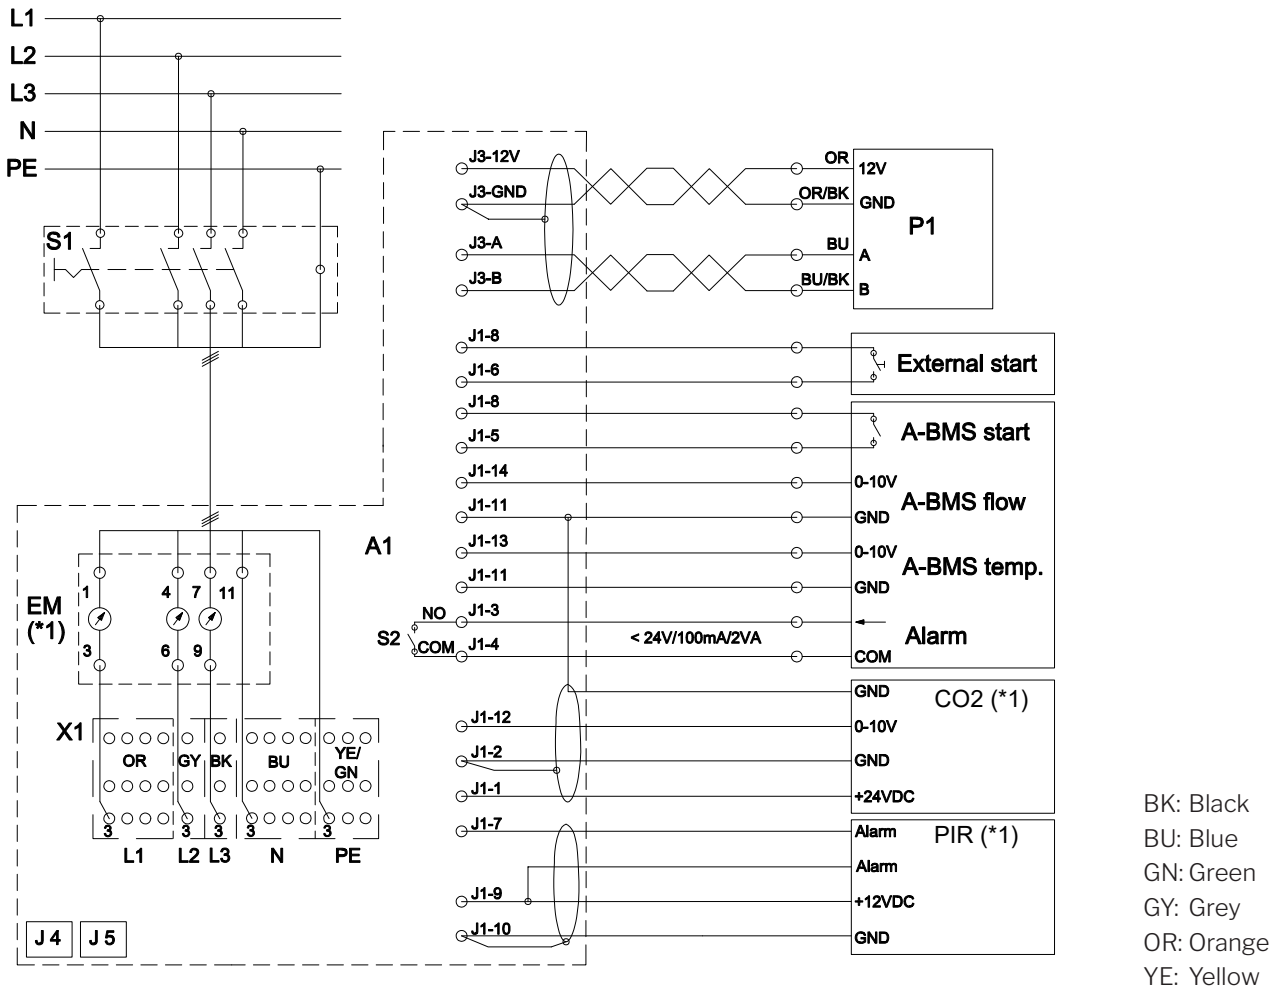 L1
L2
L3
N
PE
S1
J3-12V
J3-GND
J3-A
J3-B
OR
12V
OR/BK
GND
P1
BU
A
BU/BK
B
J1-8
J1-6
External start
J1-8
J1-5
A-BMS start
J1-14
0-10V
A-BMS flow
J1-11
GND
J1-13
0-10V
A-BMS temp.
J1-11
GND
A1
NO
J1-3
S2
COM
J1-4
< 24V/100mA/2VA
Alarm
COM
GND
CO2 (*1)
J1-12
0-10V
J1-2
GND
J1-1
+24VDC
J1-7
Alarm
PIR (*1)
Alarm
J1-9
+12VDC
J1-10
GND
EM
(*1)
1
4
7
11
3
6
9
X1
OR
GY
BK
BU
YE/
GN
3
3
3
3
3
L1
L2
L3
N
PE
J 4
J 5
BK: Black
BU: Blue
GN: Green
GY: Grey
OR: Orange
YE: Yellow